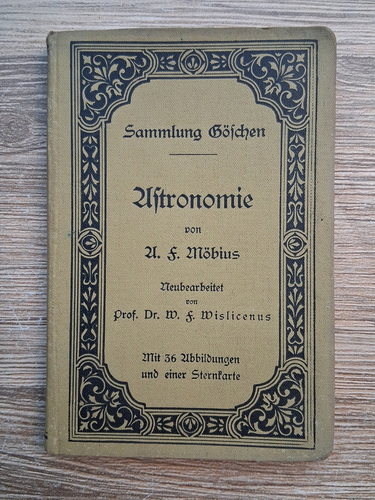 Sammlung Göschen
Astronomie
von
A. F. Möbius
Neubearbeitet
von
Prof. Dr. W. F. Wislicenus
Mit 36 Abbildungen
und einer Sternkarte